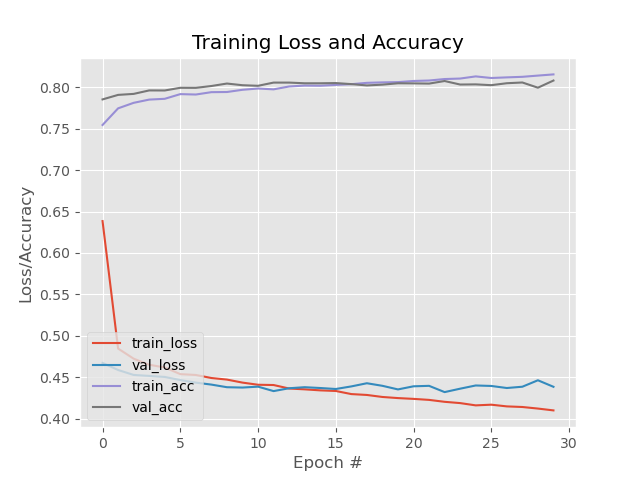 Training Loss and Accuracy
Loss/Accuracy
0.80
0.75
0.70
0.65
0.60
0.55
0.50
0.45
0.40
train_loss
val_loss
train_acc
val_acc
0 5 10 15 20 25 30
Epoch #